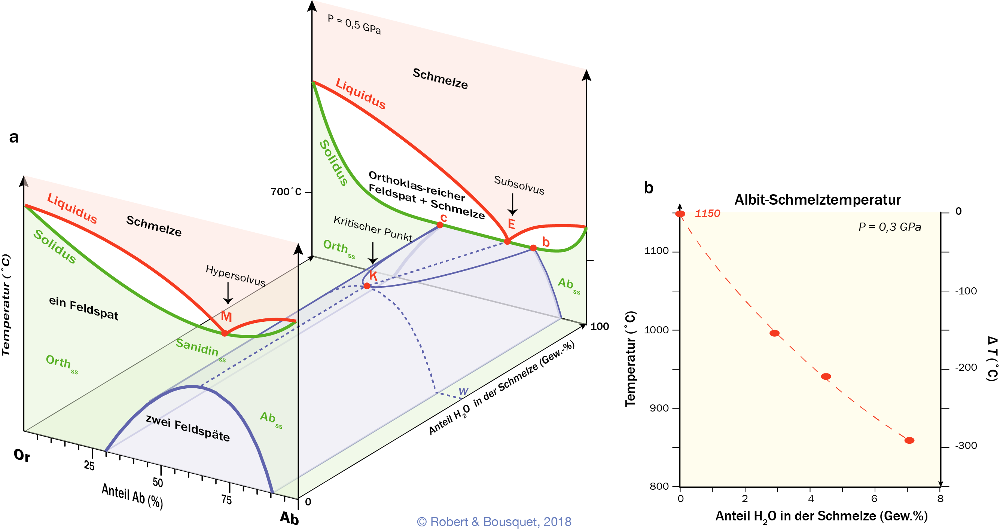 a
P = 0,5 GPa
Schmelze
Liquidus
Solidus
700°C
Orthoklas-reicher
Feldspat + Schmelze
Subsolvus
c
E
b
Kritischer Punkt
K
Orth ss
Ab ss
100
Temperatur (°C)
Liquidus
Schmelze
Solidus
Hypersolvus
M
ein Feldspat
Sanidin ss
Orth ss
zwei Feldspäte
Ab ss
w
Anteil H2O in der Schmelze (Gew.-%)
Or
25
50
75
Ab
0
Anteil Ab (%)
b
Albit-Schmelztemperatur
1150
P = 0,3 GPa
Temperatur (°C)
1100
1000
900
800
0
-100
-200
-300
Δ T (°C)
0
2
4
6
8
Anteil H2O in der Schmelze (Gew.%)
© Robert & Bousquet, 2018